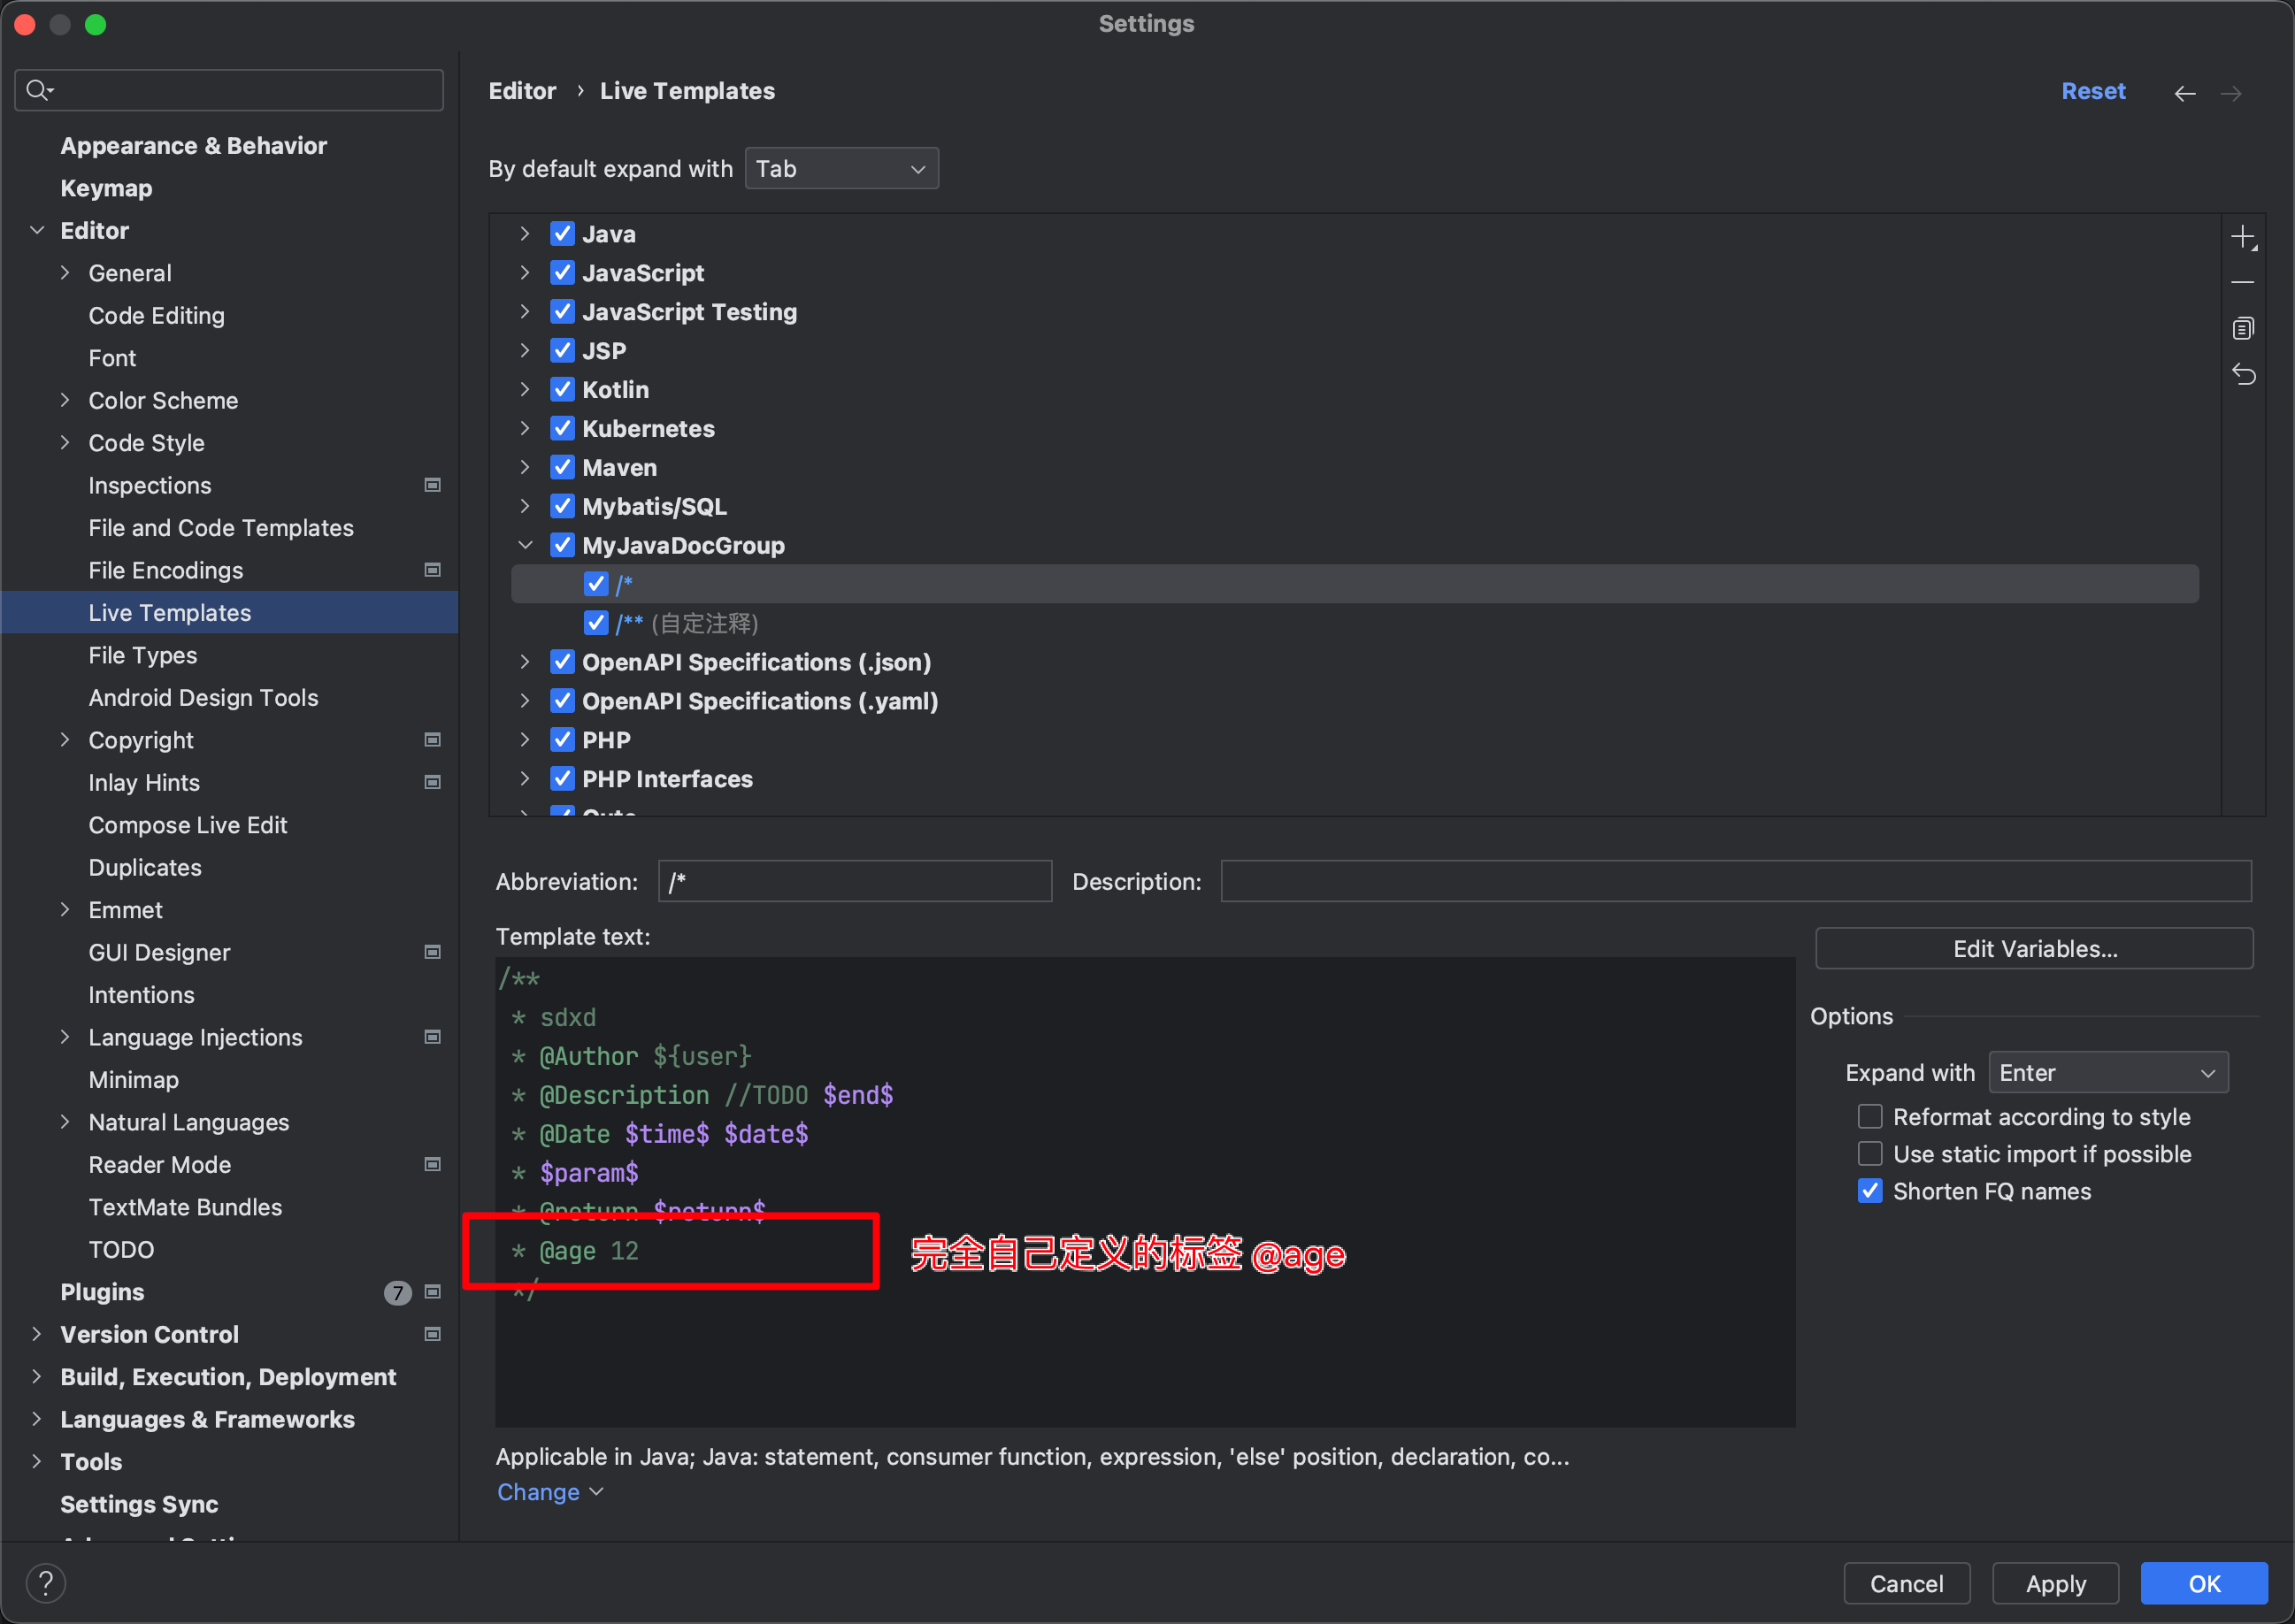 Settings
Appearance & Behavior
Keymap
Editor
General
Code Editing
Font
Color Scheme
Code Style
Inspections
File and Code Templates
File Encodings
Live Templates
File Types
Android Design Tools
Copyright
Inlay Hints
Compose Live Edit
Duplicates
Emmet
GUI Designer
Intentions
Language Injections
Minimap
Natural Languages
Reader Mode
TextMate Bundles
TODO
Plugins 7
Version Control
Build, Execution, Deployment
Languages & Frameworks
Tools
Settings Sync
Editor › Live Templates
Reset
By default expand with Tab
Java
JavaScript
JavaScript Testing
JSP
Kotlin
Kubernetes
Maven
Mybatis/SQL
MyJavaDocGroup
/*
/** (自定注释)
OpenAPI Specifications (.json)
OpenAPI Specifications (.yaml)
PHP
PHP Interfaces
Abbreviation: /* Description:
Template text:
/**
* sdxd
* @Author ${user}
* @Description //TODO $end$
* @Date $time$ $date$
* $param$
* @return $return$
* @age 12
*/
完全自己定义的标签 @age
Edit Variables...
Options
Expand with Enter
Reformat according to style
Use static import if possible
Shorten FQ names
Applicable in Java; Java: statement, consumer function, expression, 'else' position, declaration, co...
Change
?
Cancel
Apply
OK